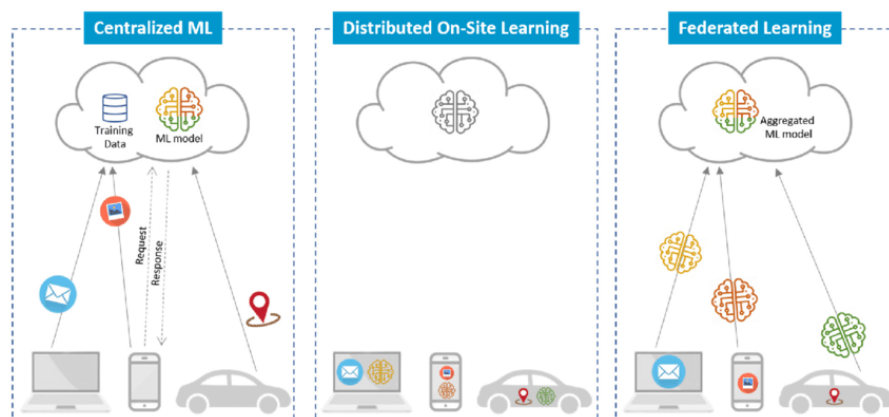 Centralized ML
Training
Data
ML model
Request
Response
Distributed On-Site Learning
Federated Learning
Aggregated
ML model